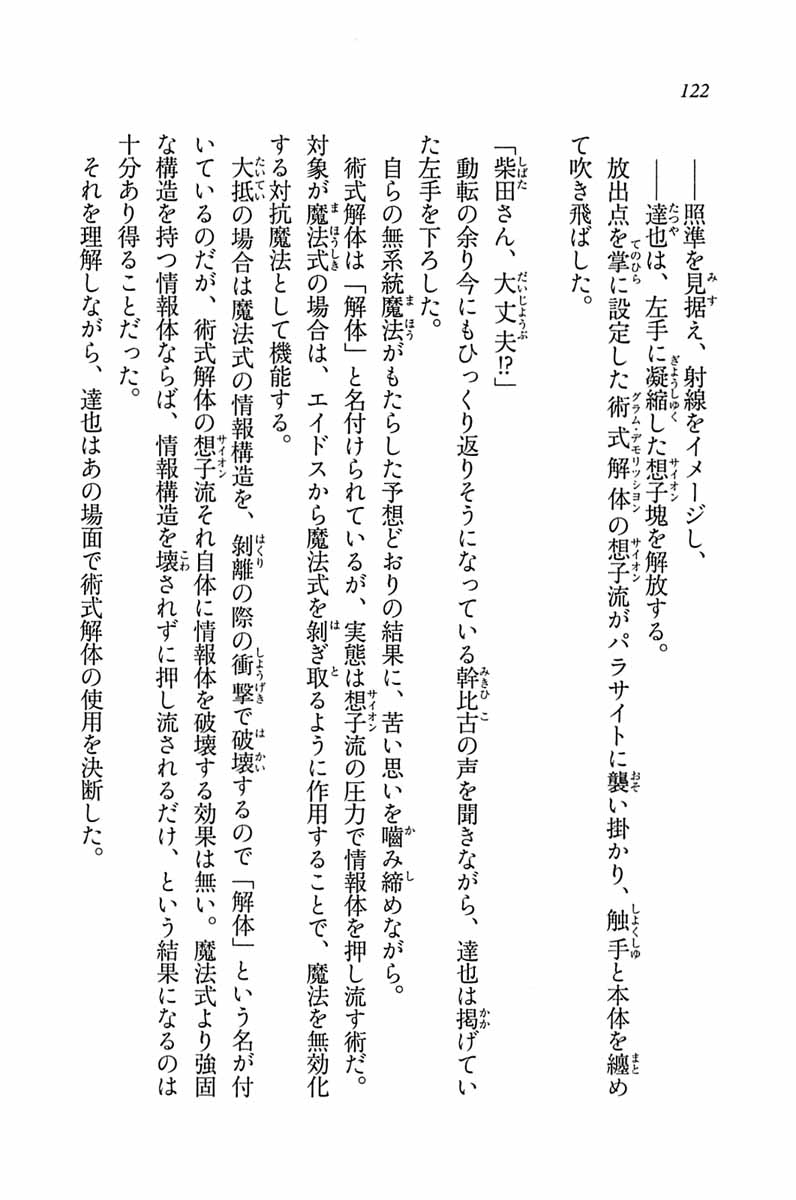 122
――照準を見据え、射線をイメージし、
――達也は、左手に凝縮した想子塊を解放する。
放出点を掌に設定した術式解体の想子流がパラサイトに襲い掛かり、触手と本体を纏め
て吹き飛ばした。
「柴田さん、大丈夫!?」
動転の余り今にもひっくり返りそうになっている幹比古の声を聞きながら、達也は掲げてい
た左手を下ろした。
自らの無系統魔法がもたらした予想どおりの結果に、苦い思いを嚙み締めながら。
術式解体は「解体」と名付けられているが、実態は想子流の圧力で情報体を押し流す術だ。
対象が魔法式の場合は、エイドスから魔法式を剝ぎ取るように作用することで、魔法を無効化
する対抗魔法として機能する。
大抵の場合は魔法式の情報構造を、剝離の際の衝撃で破壊するので「解体」という名が付
いているのだが、術式解体の想子流それ自体に情報体を破壊する効果は無い。魔法式より強固
な構造を持つ情報体ならば、情報構造を壊されずに押し流されるだけ、という結果になるのは
十分あり得ることだった。
それを理解しながら、達也はあの場面で術式解体の使用を決断した。